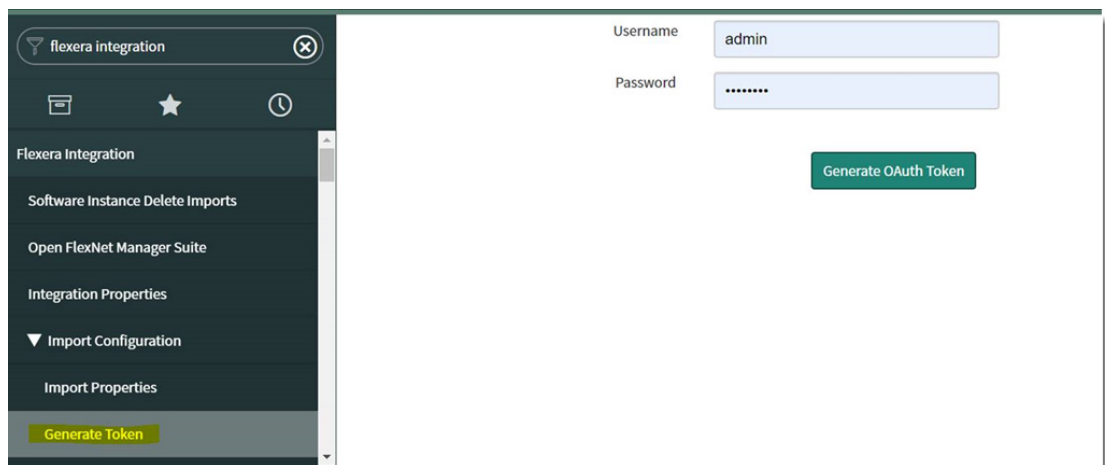 flexera integration
Flexera Integration
Software Instance Delete Imports
Open FlexNet Manager Suite
Integration Properties
Import Configuration
Import Properties
Generate Token
Username
admin
Password
••••••••
Generate OAuth Token